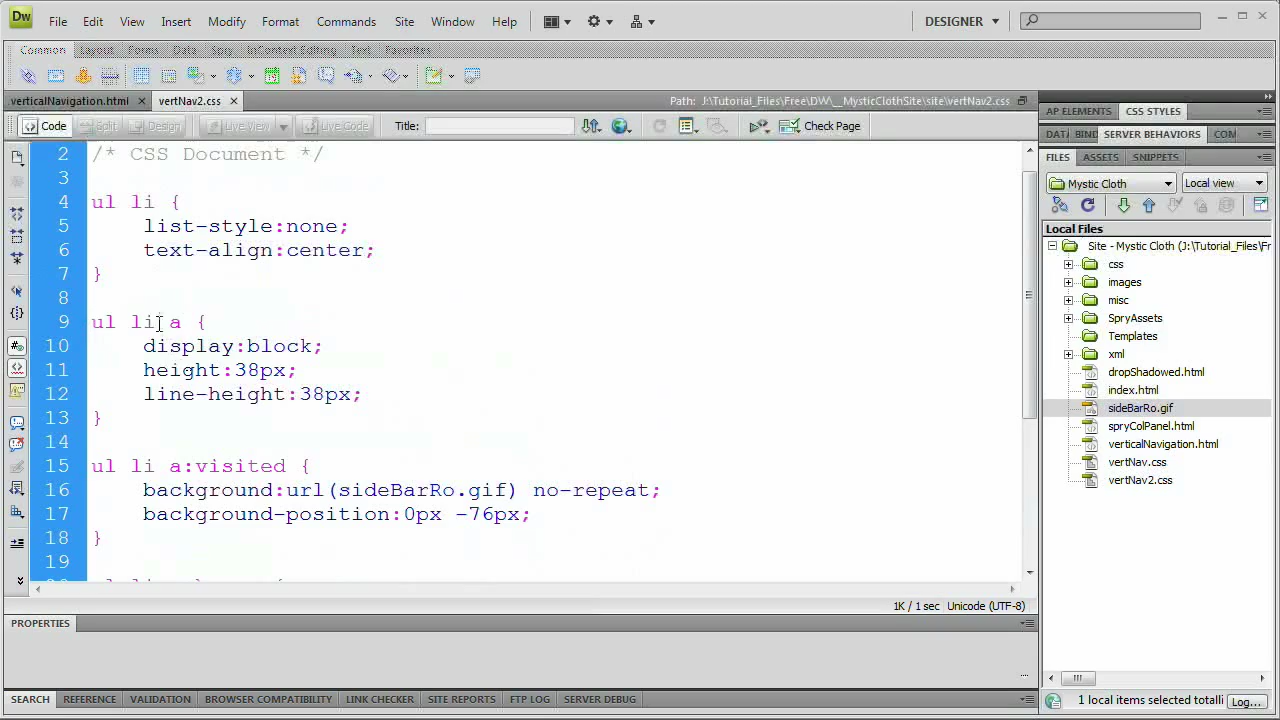 Dw File Edit View Insert Modify Format Commands Site Window Help DESIGNER
Common
verticalNavigation.html × vertNav2.css × Path: J:\Tutorial_Files\Free\DW\__MysticClothSite\site\vertNav2.css
Code Split Design Live View Live Code Title: Check Page
2 /* CSS Document */
3
4 ul li {
5 list-style:none;
6 text-align:center;
7 }
8
9 ul li a {
10 display:block;
11 height:38px;
12 line-height:38px;
13 }
14
15 ul li a:visited {
16 background:url(sideBarRo.gif) no-repeat;
17 background-position:0px -76px;
18 }
19
1K / 1 sec Unicode (UTF-8)
PROPERTIES
SEARCH REFERENCE VALIDATION BROWSER COMPATIBILITY LINK CHECKER SITE REPORTS FTP LOG SERVER DEBUG
AP ELEMENTS CSS STYLES
DATA BIND SERVER BEHAVIORS COM
FILES ASSETS SNIPPETS
Mystic Cloth Local view
Local Files
Site - Mystic Cloth (J:\Tutorial_Files\Fr
css
images
misc
SpryAssets
Templates
xml
dropShadowed.html
index.html
sideBarRo.gif
spryColPanel.html
verticalNavigation.html
vertNav.css
vertNav2.css
1 local items selected totalli Log...